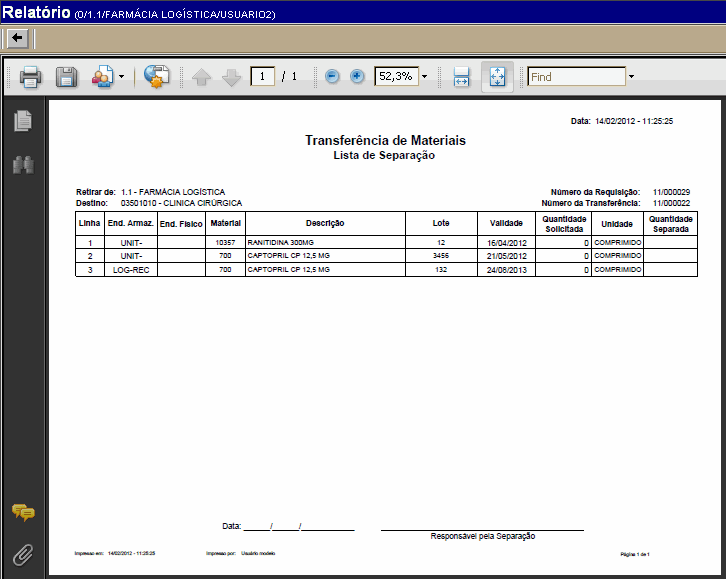 Relatório (0/1.1/FARMÁCIA LOGÍSTICA/USUARIO2)
1 / 1 52,3% Find
Data: 14/02/2012 - 11:25:25
Transferência de Materiais
Lista de Separação
Retirar de: 1.1 - FARMÁCIA LOGÍSTICA Número da Requisição: 11/000029
Destino: 03501010 - CLINICA CIRÚRGICA Número da Transferência: 11/000022
Linha End. Armaz. End. Físico Material Descrição Lote Validade Quantidade Solicitada Unidade Quantidade Separada
1 UNIT- 10357 RANITIDINA 300MG 12 16/04/2012 0 COMPRIMIDO
2 UNIT- 700 CAPTOPRIL CP 12,5 MG 3456 21/05/2012 0 COMPRIMIDO
3 LOG-REC 700 CAPTOPRIL CP 12,5 MG 132 24/08/2013 0 COMPRIMIDO
Data: _____/_____/__________
Responsável pela Separação
Impresso em: 14/02/2012 - 11:25:25 Impresso por: Usuário modelo Página 1 de 1